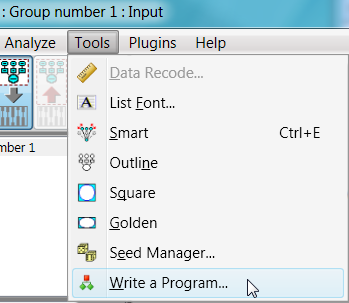 : Group number 1 : Input
Analyze Tools Plugins Help
Data Recode...
List Font...
Smart Ctrl+E
Outline
mber 1
Square
Golden
Seed Manager...
Write a Program...